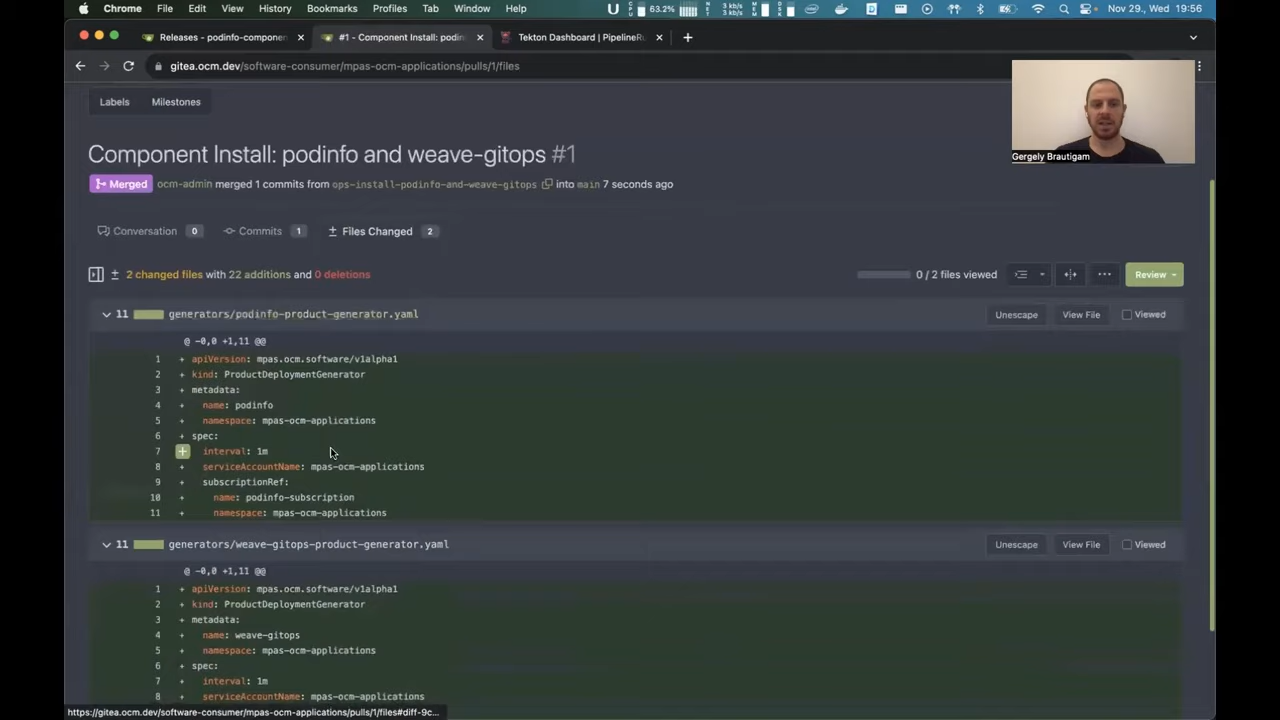 Chrome File Edit View History Bookmarks Profiles Tab Window Help 63.2% 3 kb/s 3 kb/s Nov 29., Wed 19:56
Releases - podinfo-componen #1 - Component Install: podin Tekton Dashboard | PipelineRu
gitea.ocm.dev/software-consumer/mpas-ocm-applications/pulls/1/files
Labels Milestones
Gergely Brautigam
Component Install: podinfo and weave-gitops #1
Merged ocm-admin merged 1 commits from ops-install-podinfo-and-weave-gitops into main 7 seconds ago
Conversation 0 Commits 1 Files Changed 2
2 changed files with 22 additions and 0 deletions 0 / 2 files viewed Review
11 generators/podinfo-product-generator.yaml Unescape View File Viewed
@ -0,0 +1,11 @@
1 + apiVersion: mpas.ocm.software/v1alpha1
2 + kind: ProductDeploymentGenerator
3 + metadata:
4 + name: podinfo
5 + namespace: mpas-ocm-applications
6 + spec:
7 + interval: 1m
8 + serviceAccountName: mpas-ocm-applications
9 + subscriptionRef:
10 + name: podinfo-subscription
11 + namespace: mpas-ocm-applications
11 generators/weave-gitops-product-generator.yaml Unescape View File Viewed
@ -0,0 +1,11 @@
1 + apiVersion: mpas.ocm.software/v1alpha1
2 + kind: ProductDeploymentGenerator
3 + metadata:
4 + name: weave-gitops
5 + namespace: mpas-ocm-applications
6 + spec:
7 + interval: 1m
8 + serviceAccountName: mpas-ocm-applications
https://gitea.ocm.dev/software-consumer/mpas-ocm-applications/pulls/1/files#diff-9c...